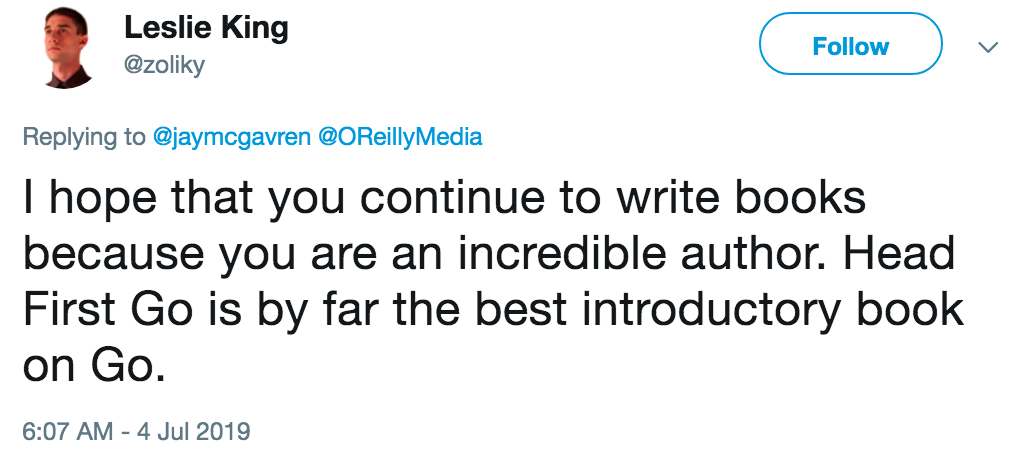 Leslie King
@zoliky
Follow
Replying to @jaymcgavren @OReillyMedia
I hope that you continue to write books
because you are an incredible author. Head
First Go is by far the best introductory book
on Go.
6:07 AM - 4 Jul 2019